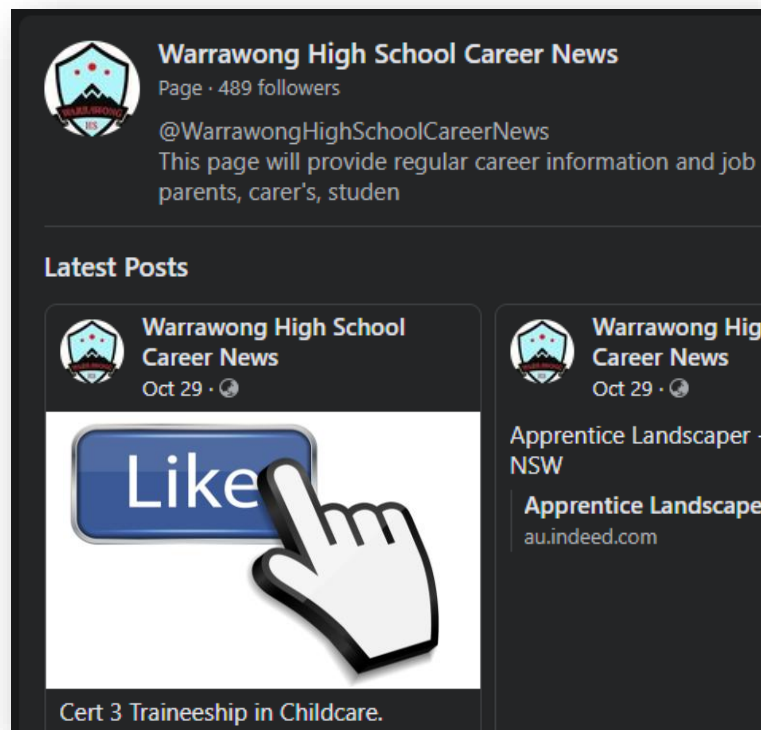 Warrawong High School Career News
Page · 489 followers
@WarrawongHighSchoolCareerNews
This page will provide regular career information and job
parents, carer's, studen
Latest Posts
Warrawong High School
Career News
Oct 29 ·
Like
Cert 3 Traineeship in Childcare.
Warrawong Hig
Career News
Oct 29 ·
Apprentice Landscaper -
NSW
Apprentice Landscape
au.indeed.com
WARRAWONG
HS